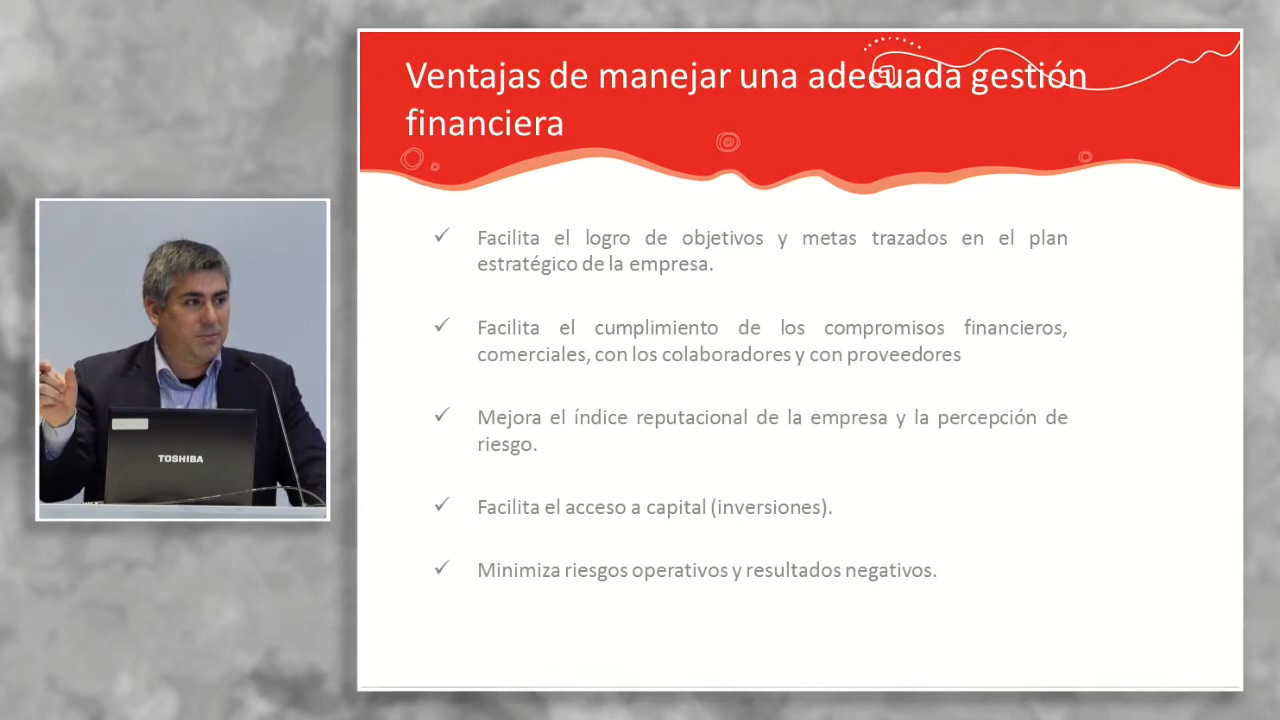 Ventajas de manejar una adecuada gestión
financiera
✓ Facilita el logro de objetivos y metas trazados en el plan
estratégico de la empresa.
✓ Facilita el cumplimiento de los compromisos financieros,
comerciales, con los colaboradores y con proveedores
✓ Mejora el índice reputacional de la empresa y la percepción de
riesgo.
✓ Facilita el acceso a capital (inversiones).
✓ Minimiza riesgos operativos y resultados negativos.
TOSHIBA